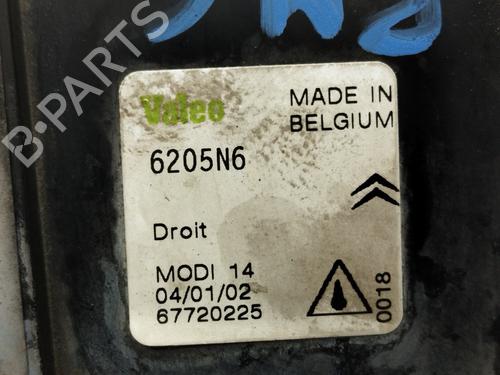 Valeo
MADE IN
BELGIUM
6205N6
Droit
MODI 14
04/01/02
67720225
0018
B-PARTS